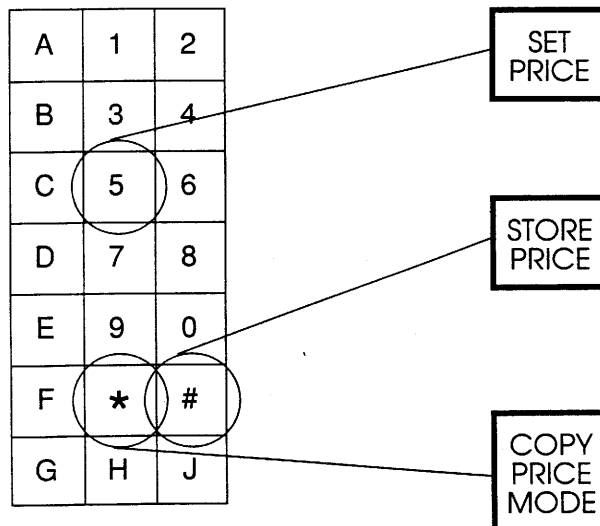 A 1 2
B 3 4
C 5 6
D 7 8
E 9 0
F * #
G H J
SET
PRICE
STORE
PRICE
COPY
PRICE
MODE